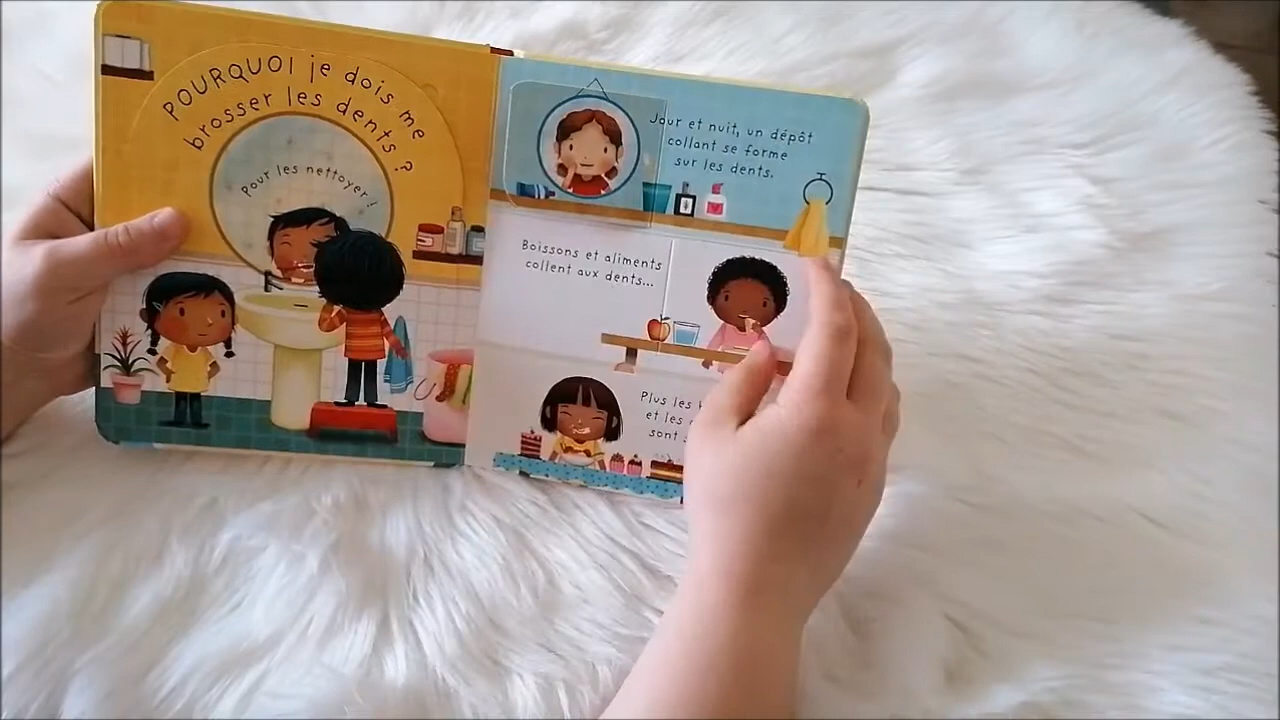 POURQUOI je dois me
brosser les dents ?
Pour les nettoyer !
Jour et nuit, un dépôt
collant se forme
sur les dents.
Boissons et aliments
collent aux dents...
Plus les
et les
sont